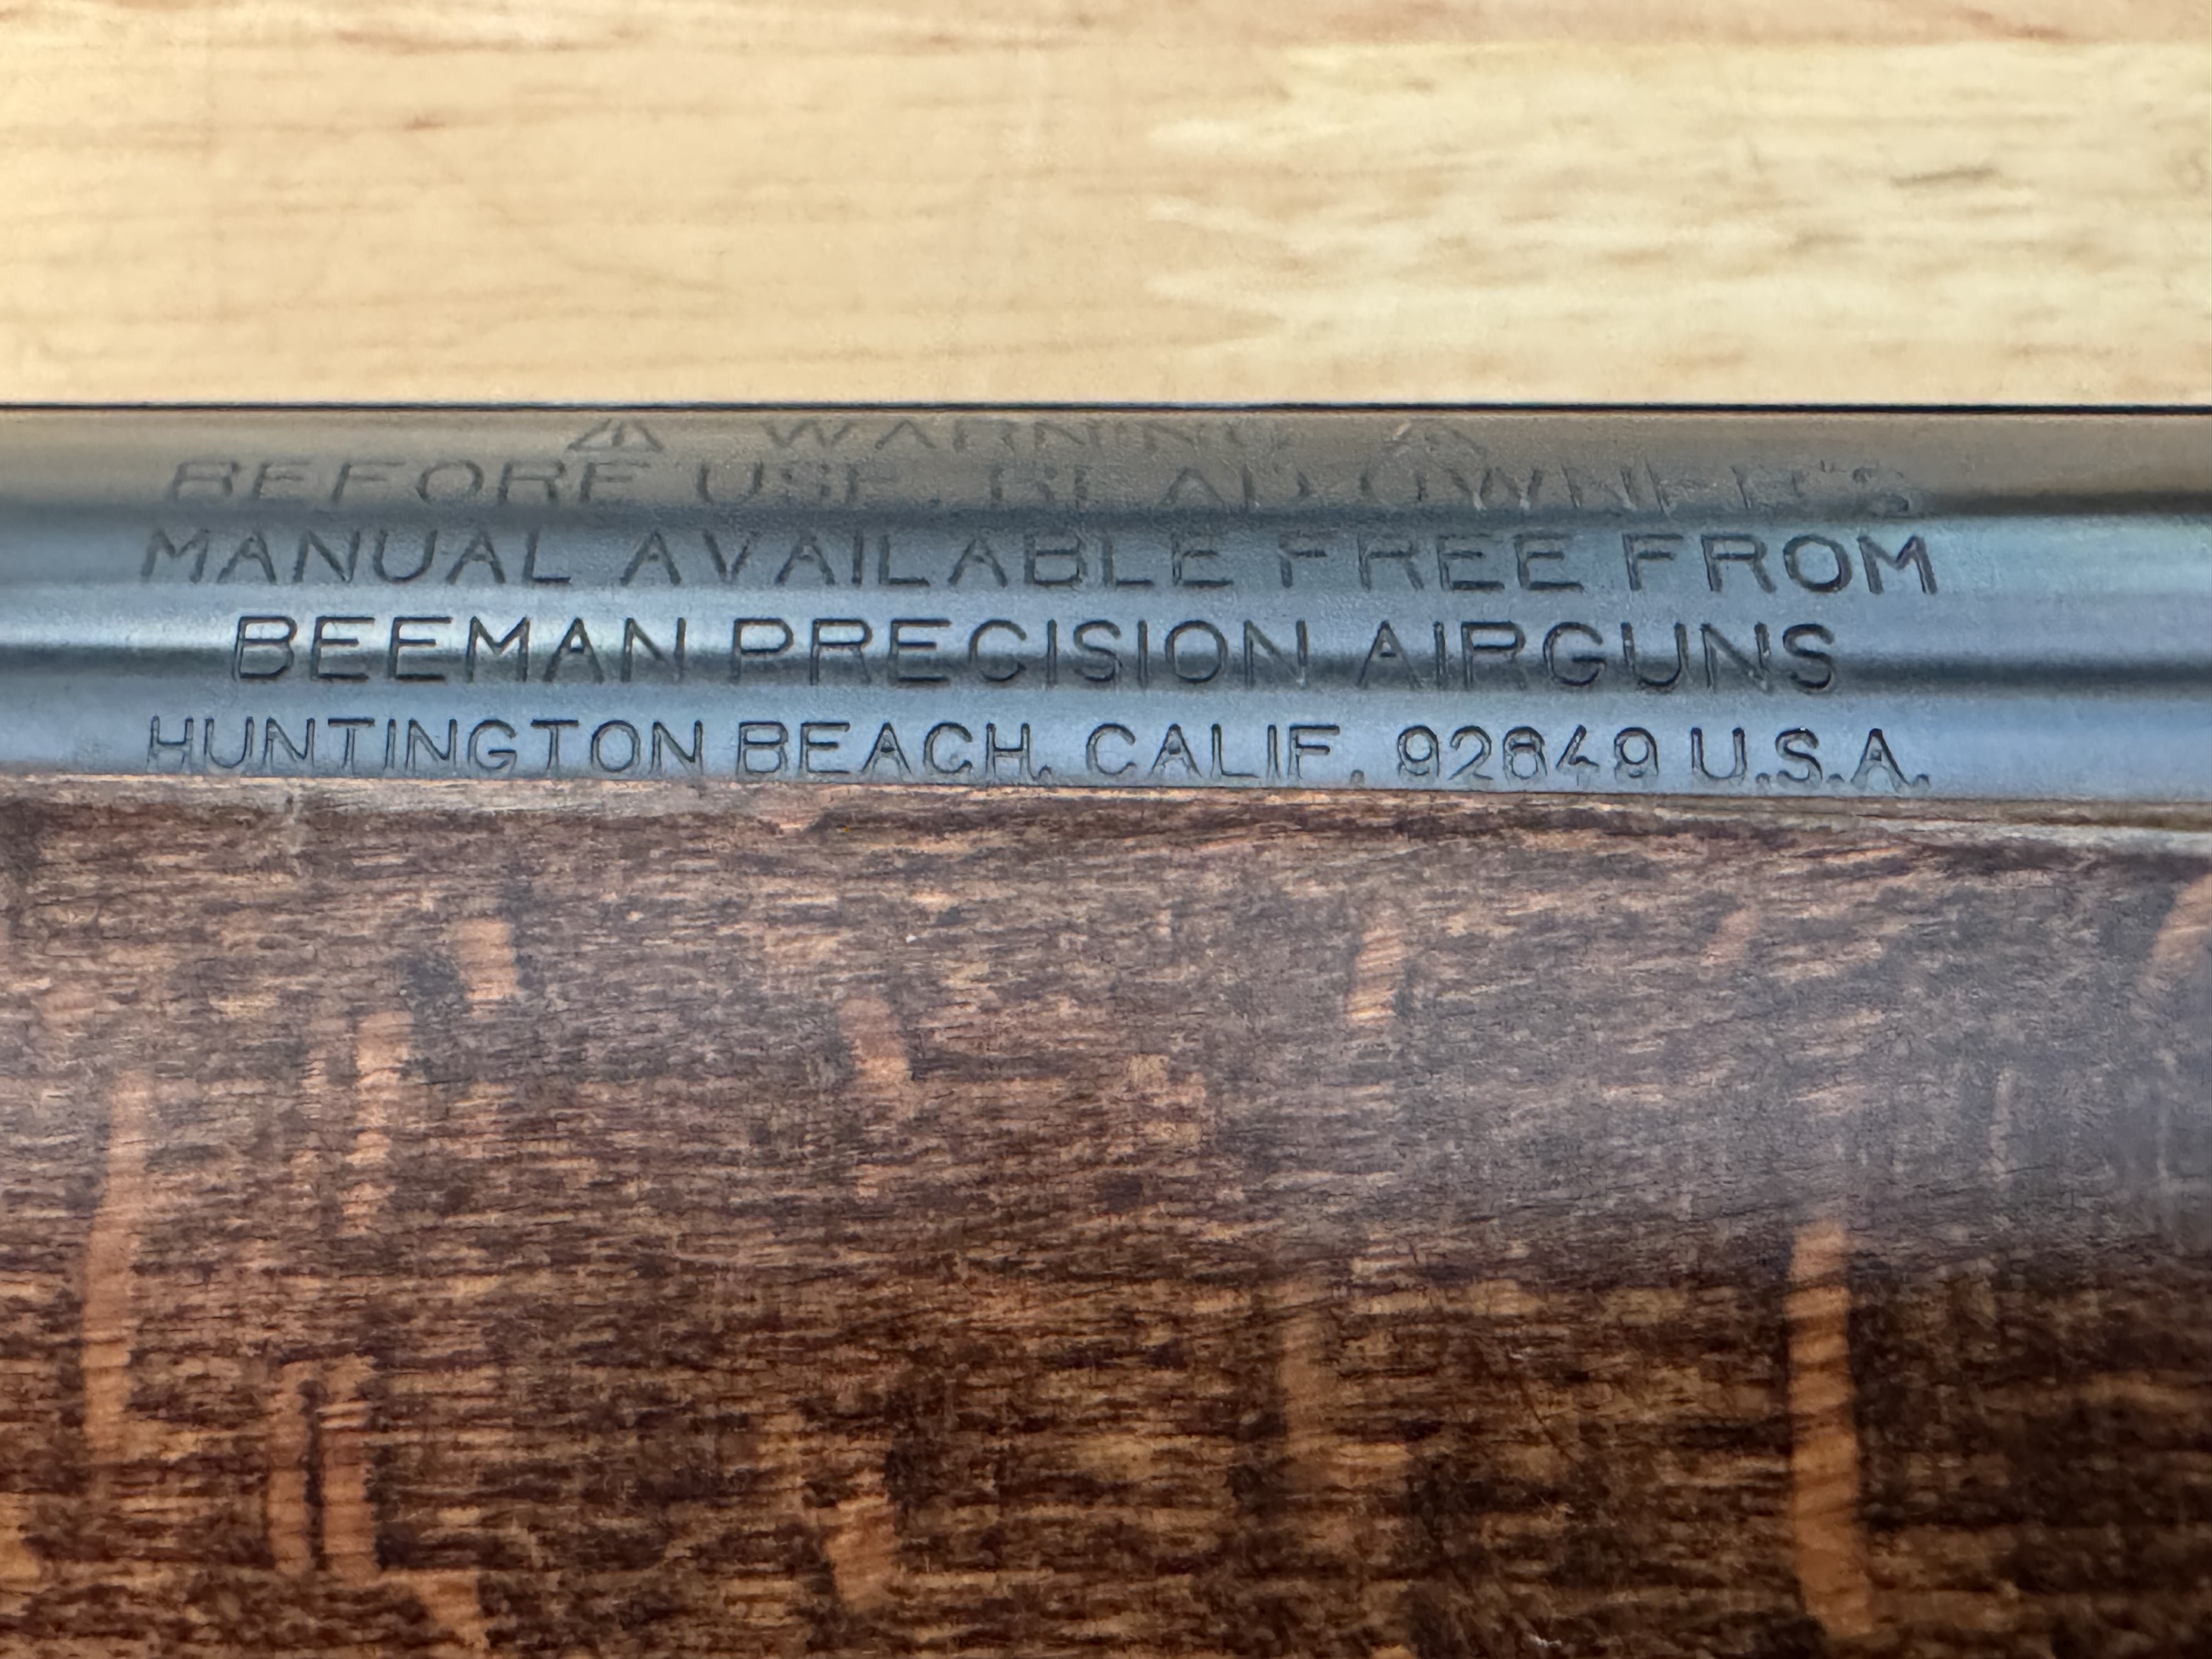 ⚠ WARNING ⚠
BEFORE USE, READ OWNER'S
MANUAL AVAILABLE FREE FROM
BEEMAN PRECISION AIRGUNS
HUNTINGTON BEACH, CALIF. 92649 U.S.A.